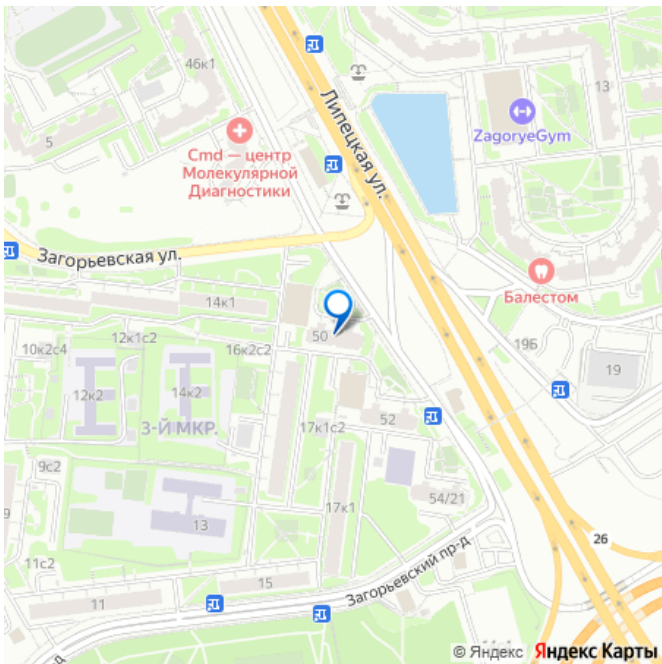 46к1
5
Липецкая ул.
13
ZagoryeGym
Cmd — центр
Молекулярной
Диагностики
Загорьевская ул.
Балестом
14к1
50
12к1с2
10к2с4
16к2с2
19Б
19
12к2
14к2
3-Й МКР.
17к1с2
52
9с2
9
54/21
17к1
13
26
11с2
15
11
Загорьевский пр-д
д
© Яндекс Яндекс Карты